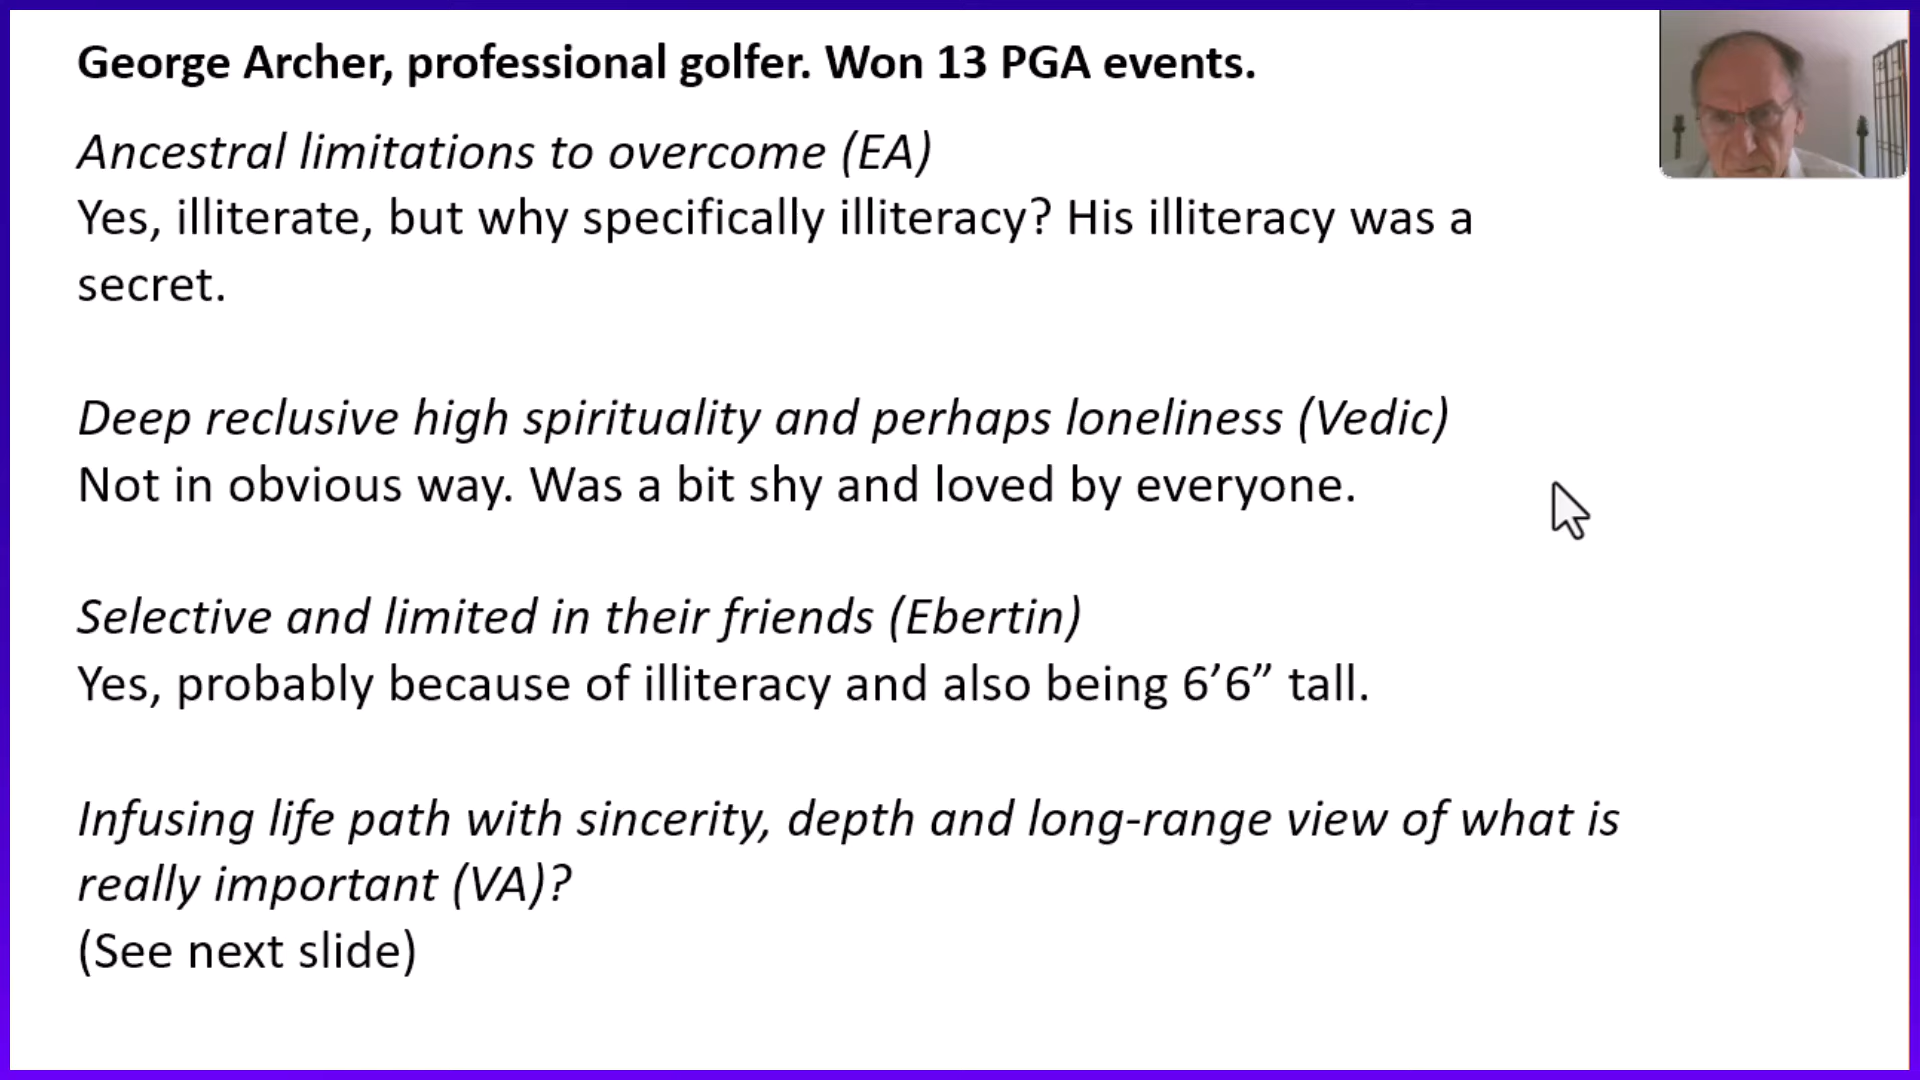 George Archer, professional golfer. Won 13 PGA events.
Ancestral limitations to overcome (EA)
Yes, illiterate, but why specifically illiteracy? His illiteracy was a
secret.
Deep reclusive high spirituality and perhaps loneliness (Vedic)
Not in obvious way. Was a bit shy and loved by everyone.
Selective and limited in their friends (Ebertin)
Yes, probably because of illiteracy and also being 6’6” tall.
Infusing life path with sincerity, depth and long-range view of what is
really important (VA)?
(See next slide)